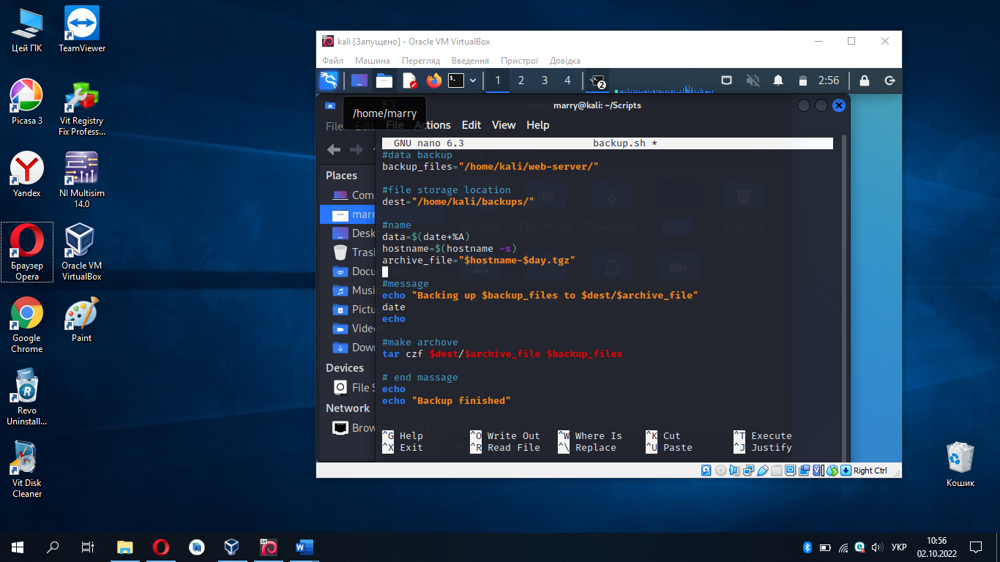 Цей ПК
TeamViewer
Picasa 3
Vit Registry
Fix Profess...
Yandex
NI Multisim
14.0
Браузер
Opera
Oracle VM
VirtualBox
Google
Chrome
Paint
Revo
Uninstall...
Vit Disk
Cleaner
Кошик
kali [Запущено] - Oracle VM VirtualBox
Файл Машина Перегляд Введення Пристрої Довідка
1 2 3 4 2 2:56
/home/marry
marry@kali: ~/Scripts
File Edit
File Actions Edit View Help
Places
Com
marr
Desk
Tras
Documents
Musi
Pictu
Videos
Dow
Devices
File S
Network
Browse Network
Desktop Documents Downloads Music Pictures
GNU nano 6.3 backup.sh *
#data backup
backup_files="/home/kali/web-server/"
#file storage location
dest="/home/kali/backups/"
#name
data=$(date+%A)
hostname=$(hostname -s)
archive_file="$hostname-$day.tgz"
#message
echo "Backing up $backup_files to $dest/$archive_file"
date
echo
#make archove
tar czf $dest/$archive_file $backup_files
# end massage
echo
echo "Backup finished"
^G Help ^O Write Out ^W Where Is ^K Cut ^T Execute
^X Exit ^R Read File ^\ Replace ^U Paste ^J Justify
Right Ctrl
УКР
10:56
02.10.2022